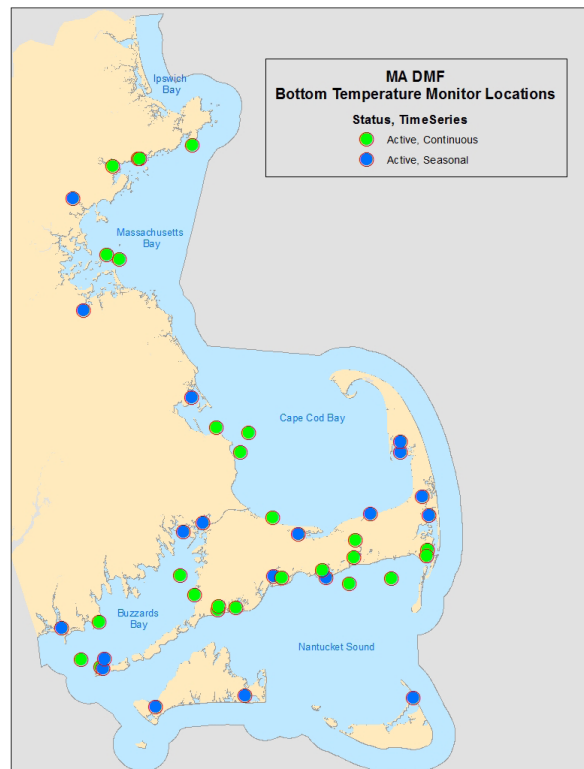 MA DMF
Bottom Temperature Monitor Locations
Status, TimeSeries
Active, Continuous
Active, Seasonal
Ipswich
Bay
Massachusetts
Bay
Cape Cod Bay
Buzzards
Bay
Nantucket Sound